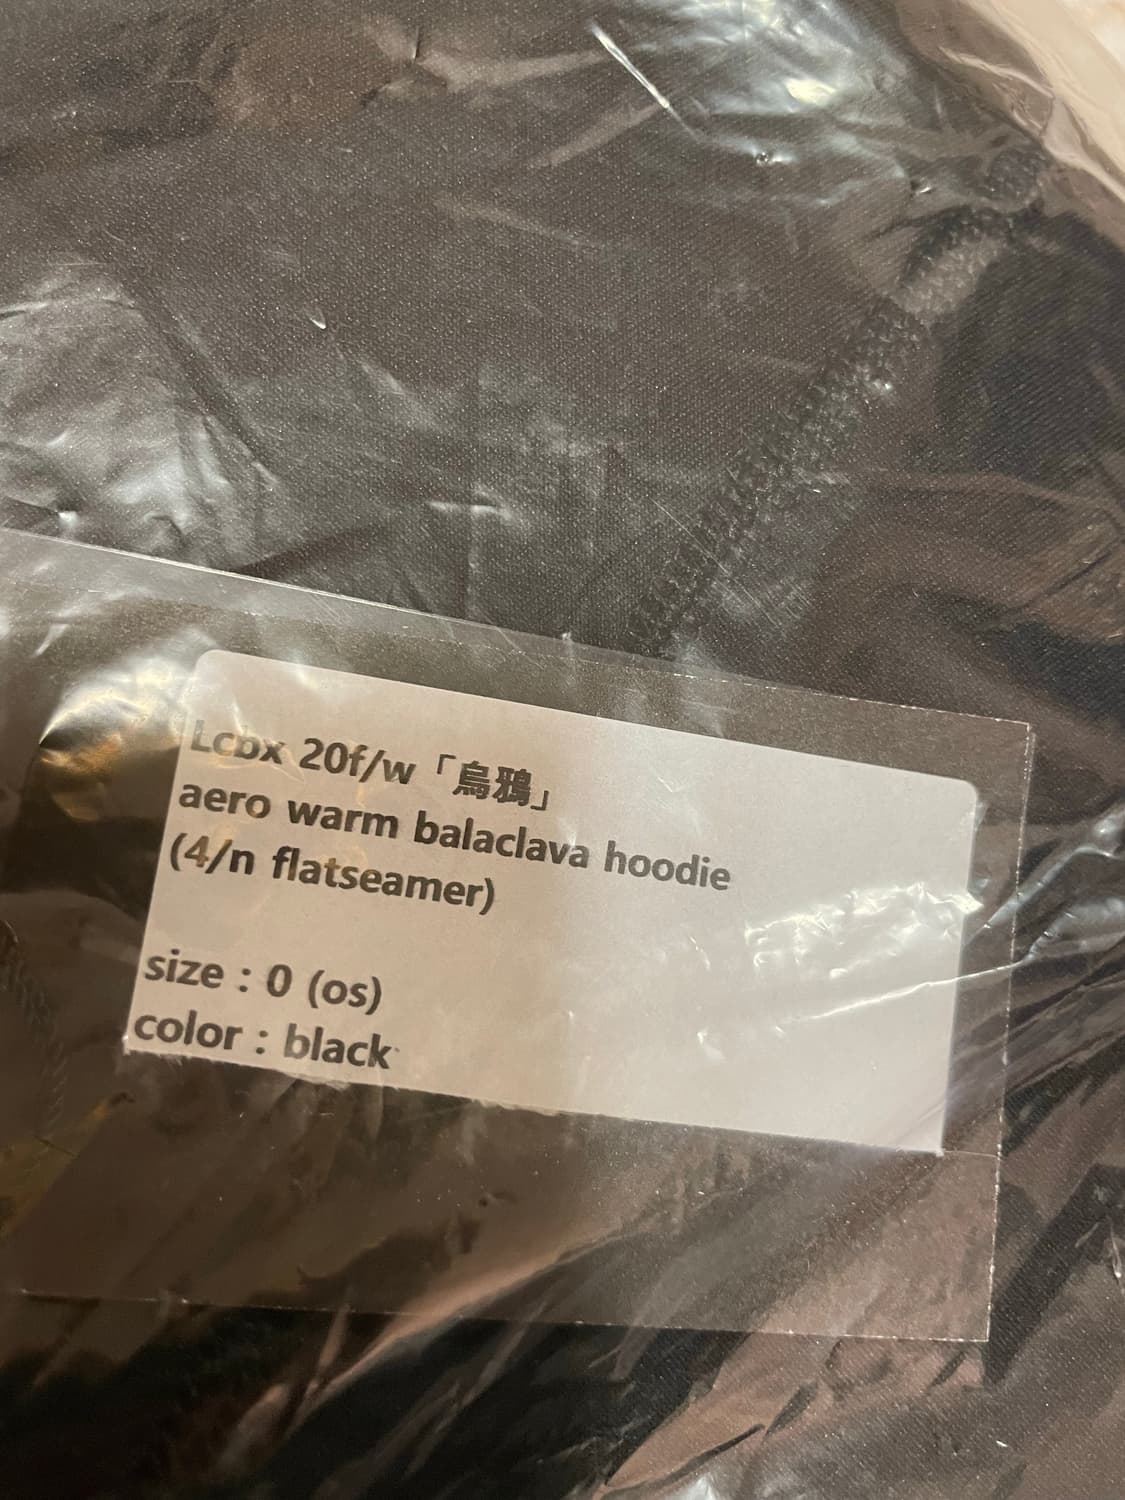 Lcbx 20f/w「烏鴉」
aero warm balaclava hoodie
(4/n flatseamer)
size : 0 (os)
color : black